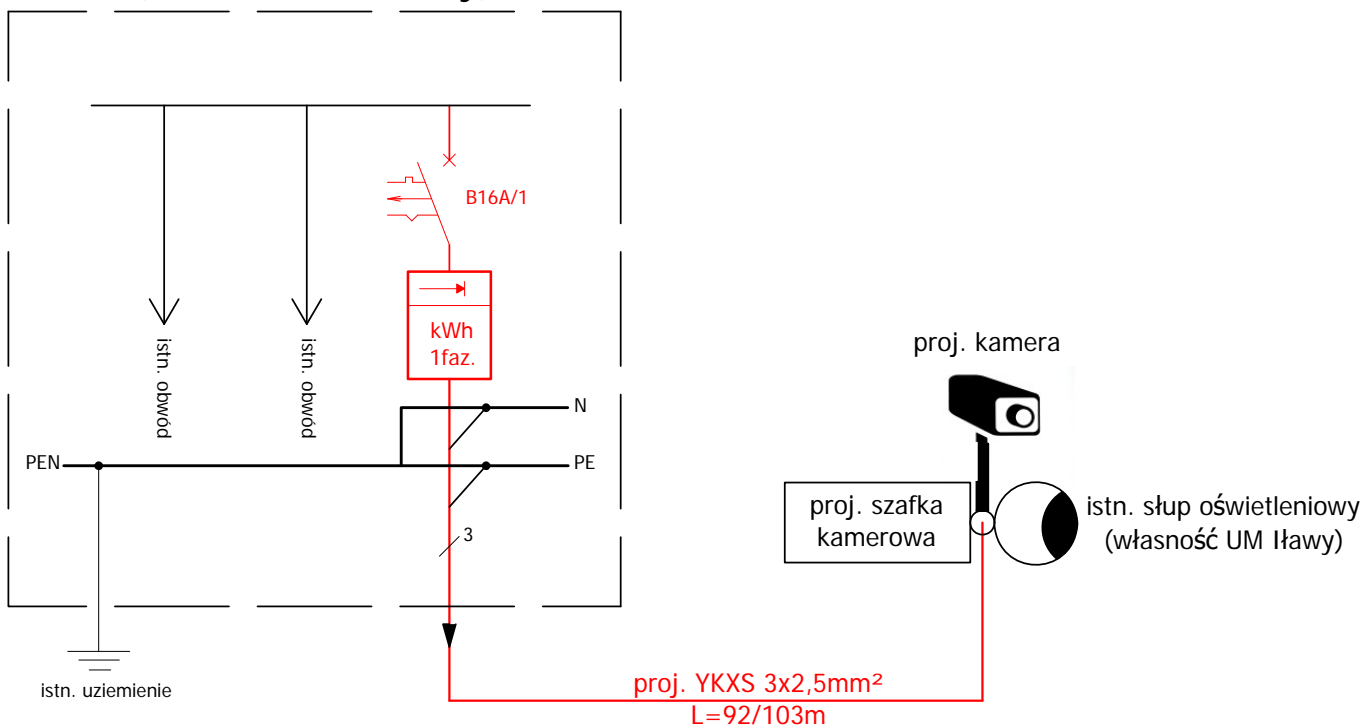 B16A/1
kWh
1faz.
istn. obwód
istn. obwód
N
PEN
PE
3
istn. uziemienie
proj. YKXS 3x2,5mm²
L=92/103m
proj. kamera
proj. szafka
kamerowa
istn. słup oświetleniowy
(własność UM Iławy)